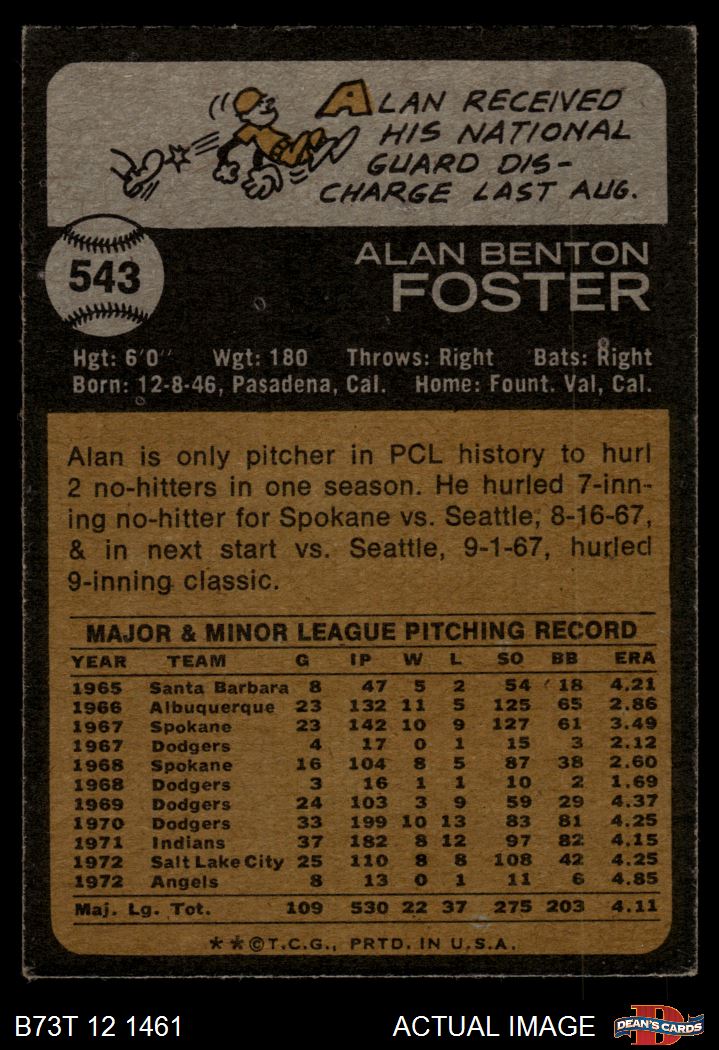 ALAN RECEIVED
HIS NATIONAL
GUARD DIS-
CHARGE LAST AUG.
543
ALAN BENTON
FOSTER
Hgt: 6'0" Wgt: 180 Throws: Right Bats: Right
Born: 12-8-46, Pasadena, Cal. Home: Fount. Val, Cal.
Alan is only pitcher in PCL history to hurl
2 no-hitters in one season. He hurled 7-inn-
ing no-hitter for Spokane vs. Seattle, 8-16-67,
& in next start vs. Seattle, 9-1-67, hurled
9-inning classic.
MAJOR & MINOR LEAGUE PITCHING RECORD
YEAR TEAM G IP W L SO BB ERA
1965 Santa Barbara 8 47 5 2 54 18 4.21
1966 Albuquerque 23 132 11 5 125 65 2.86
1967 Spokane 23 142 10 9 127 61 3.49
1967 Dodgers 4 17 0 1 15 3 2.12
1968 Spokane 16 104 8 5 87 38 2.60
1968 Dodgers 3 16 1 1 10 2 1.69
1969 Dodgers 24 103 3 9 59 29 4.37
1970 Dodgers 33 199 10 13 83 81 4.25
1971 Indians 37 182 8 12 97 82 4.15
1972 Salt Lake City 25 110 8 8 108 42 4.25
1972 Angels 8 13 0 1 11 6 4.85
Maj. Lg. Tot. 109 530 22 37 275 203 4.11
★★©T.C.G., PRTD. IN U.S.A.
B73T 12 1461 ACTUAL IMAGE DEAN'S CARDS